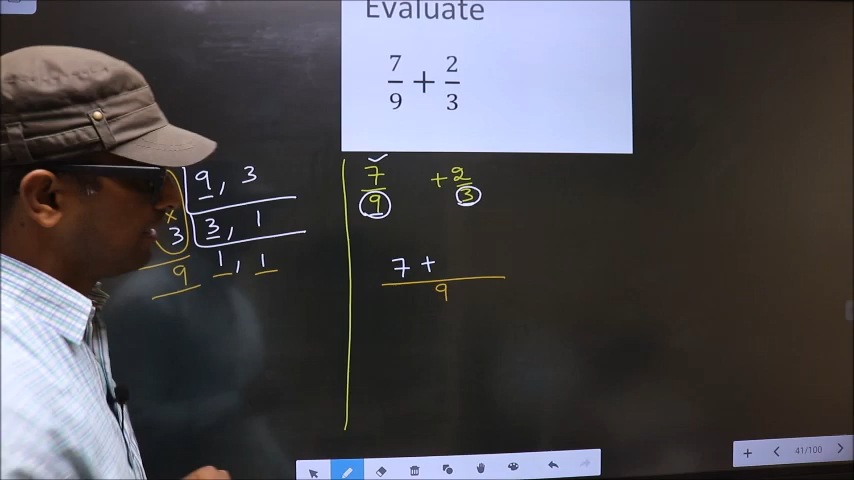 Evaluate
7/9 + 2/3
9, 3
x
3 3, 1
9 1, 1
7/9 + 2/3
7 +
9
41/100